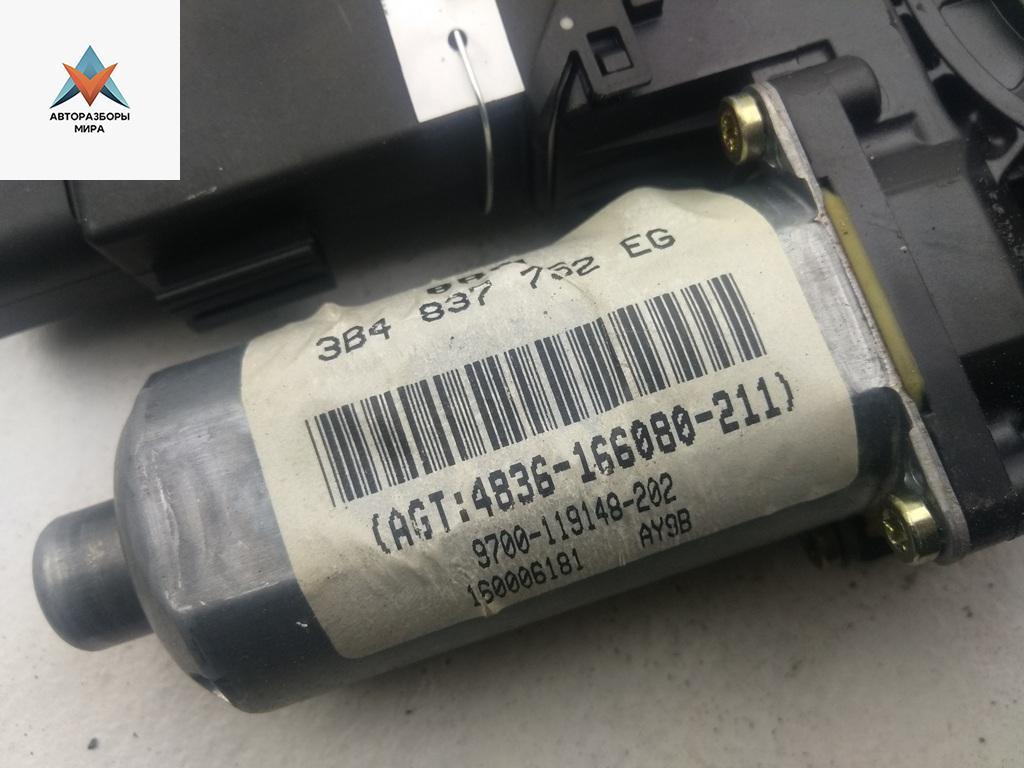 АВТОРАЗБОРЫ
МИРА
3B4 837 752 EG
(AGT:4836-166080-211)
9700-119148-202
160006181 AY9B